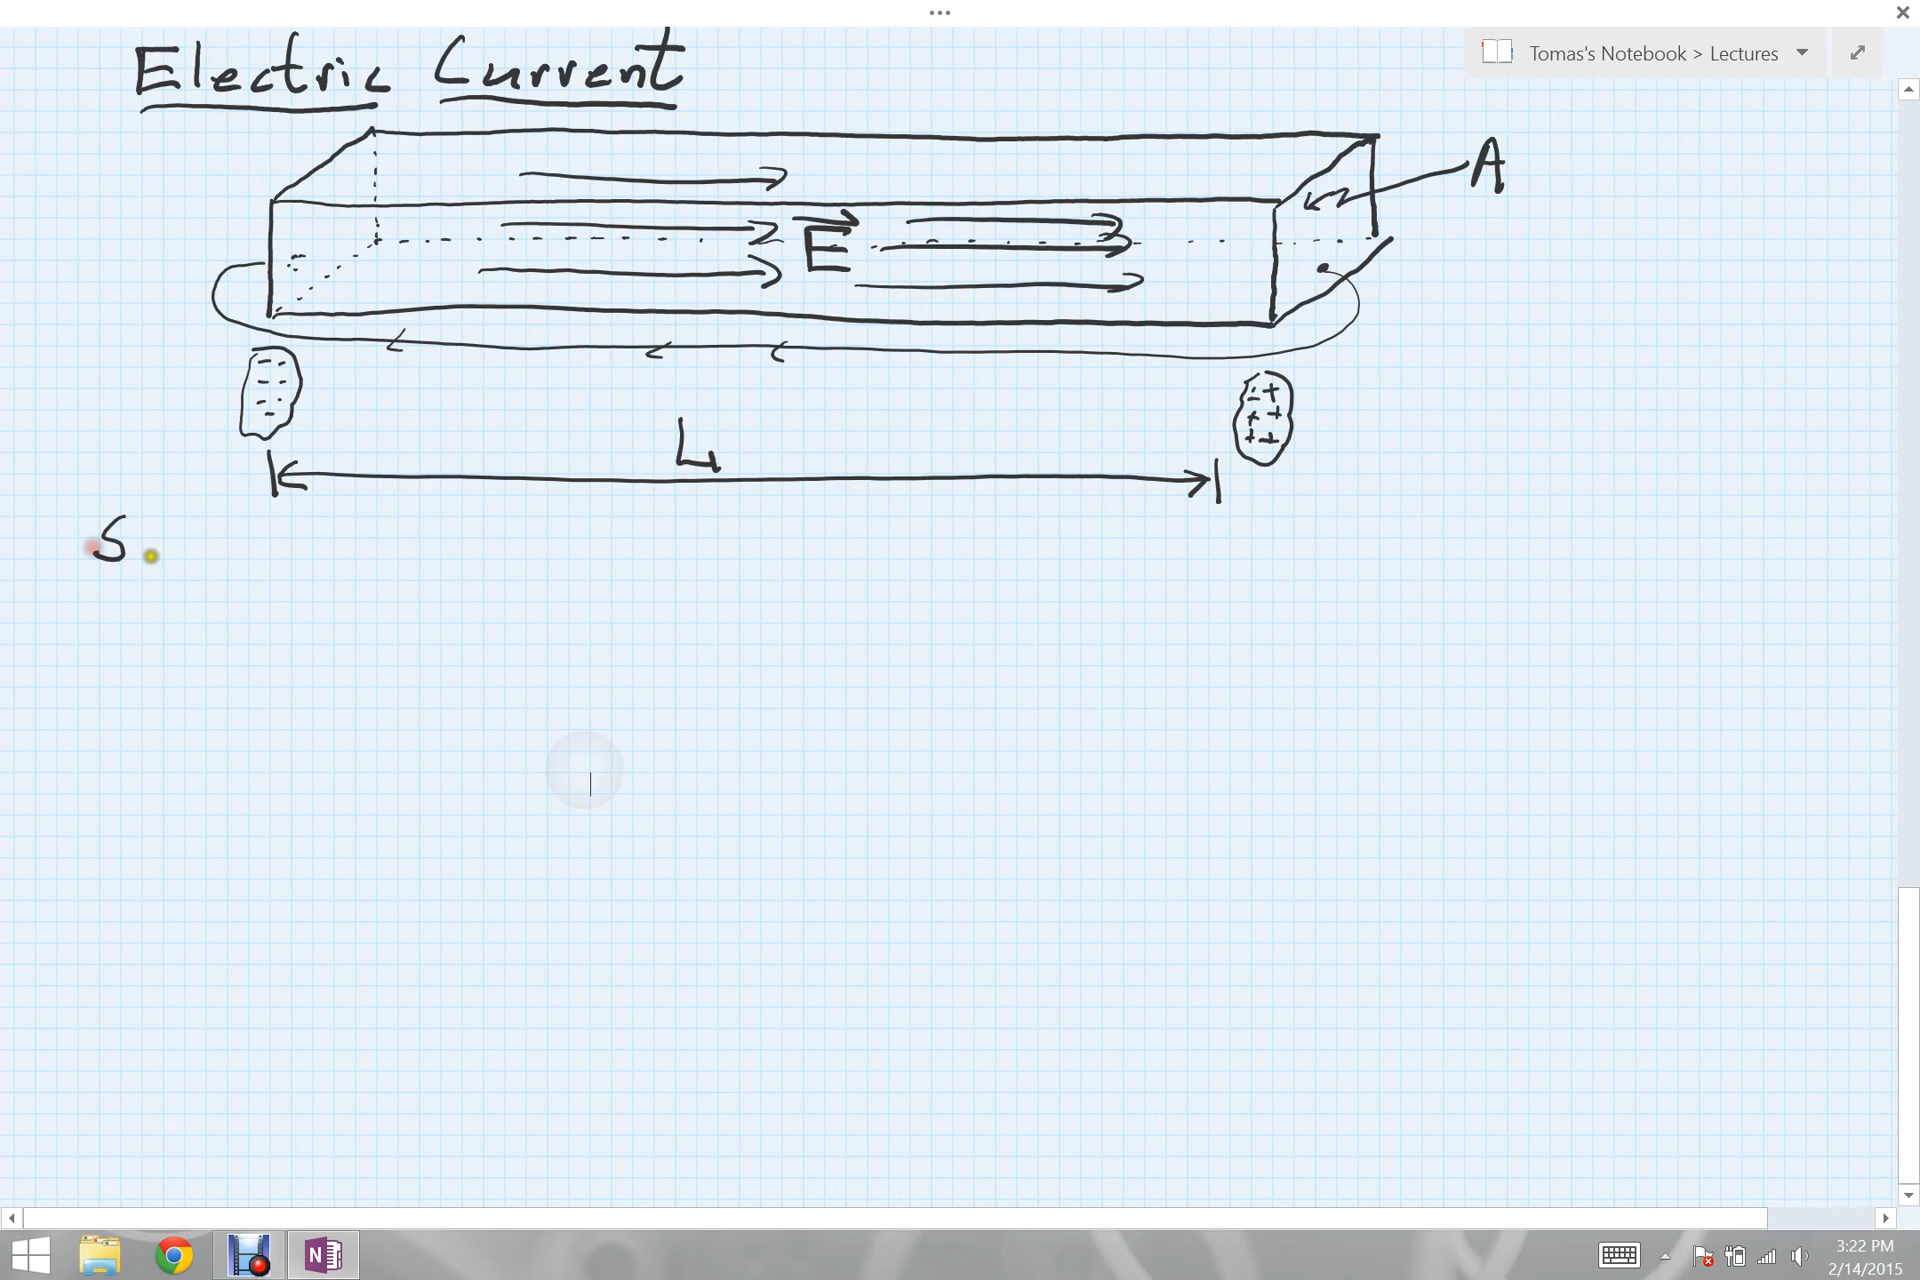 Tomas's Notebook > Lectures
Electric Current
A
E
L
S
3:22 PM
2/14/2015